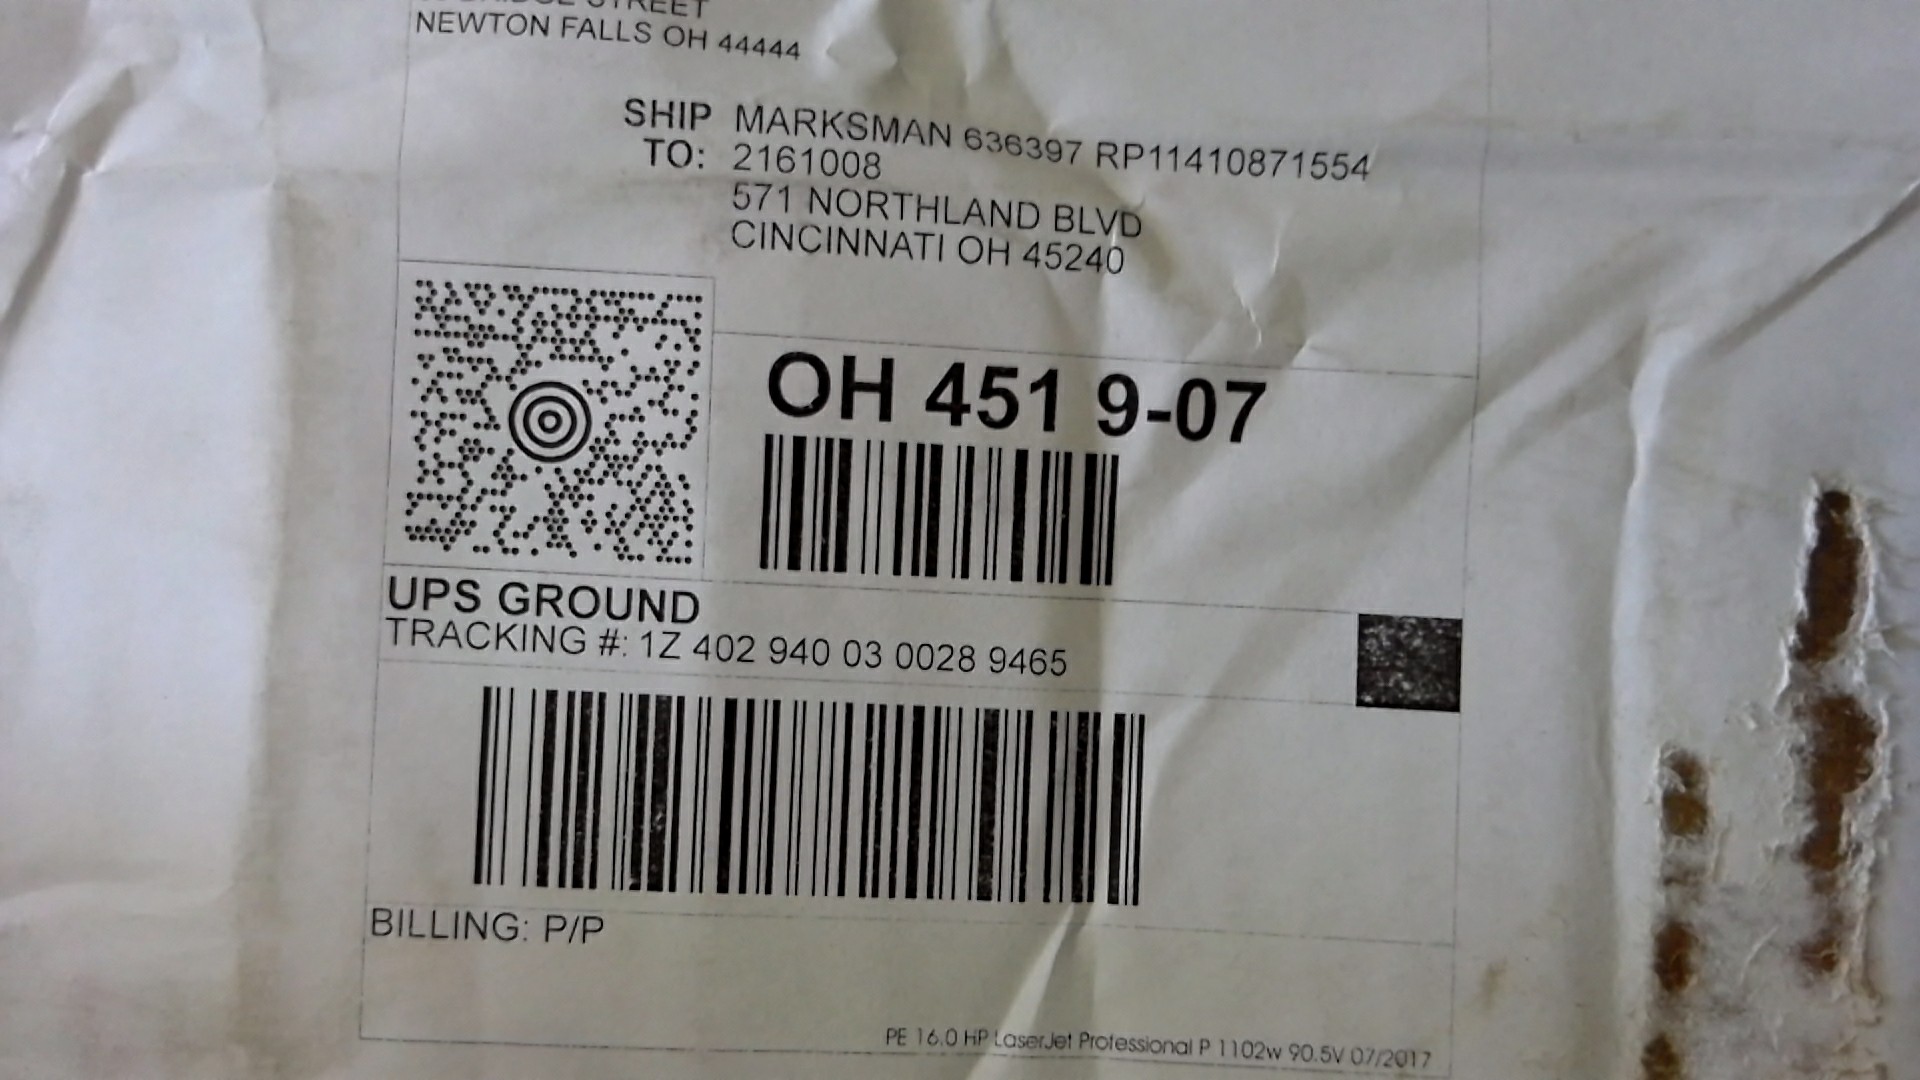 STREET
NEWTON FALLS OH 44444
SHIP TO: MARKSMAN 636397 RP11410871554
2161008
571 NORTHLAND BLVD
CINCINNATI OH 45240
OH 451 9-07
UPS GROUND
TRACKING #: 1Z 402 940 03 0028 9465
BILLING: P/P
PE 16.0 HP LaserJet Professional P 1102w 90.5V 07/2017